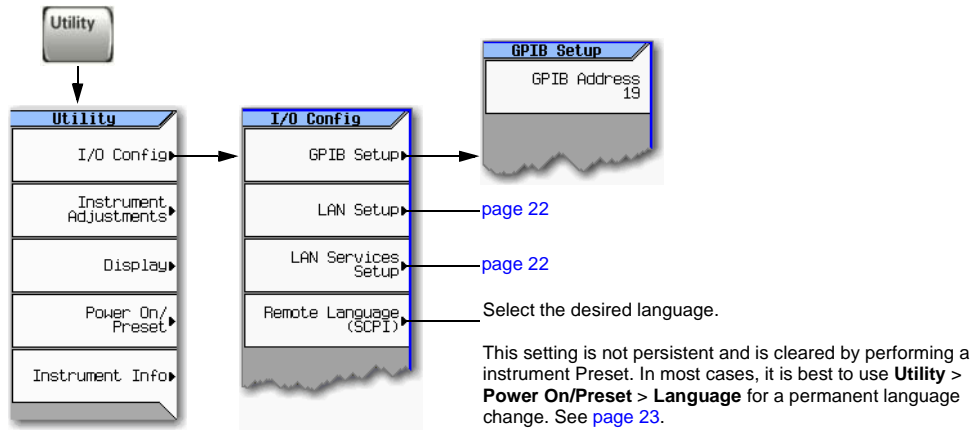 Utility
Utility
I/O Config
Instrument
Adjustments
Display
Power On/
Preset
Instrument Info
I/O Config
GPIB Setup
LAN Setup
LAN Services
Setup
Remote Language
(SCPI)
GPIB Setup
GPIB Address
19
page 22
page 22
Select the desired language.
This setting is not persistent and is cleared by performing a
instrument Preset. In most cases, it is best to use Utility >
Power On/Preset > Language for a permanent language
change. See page 23.